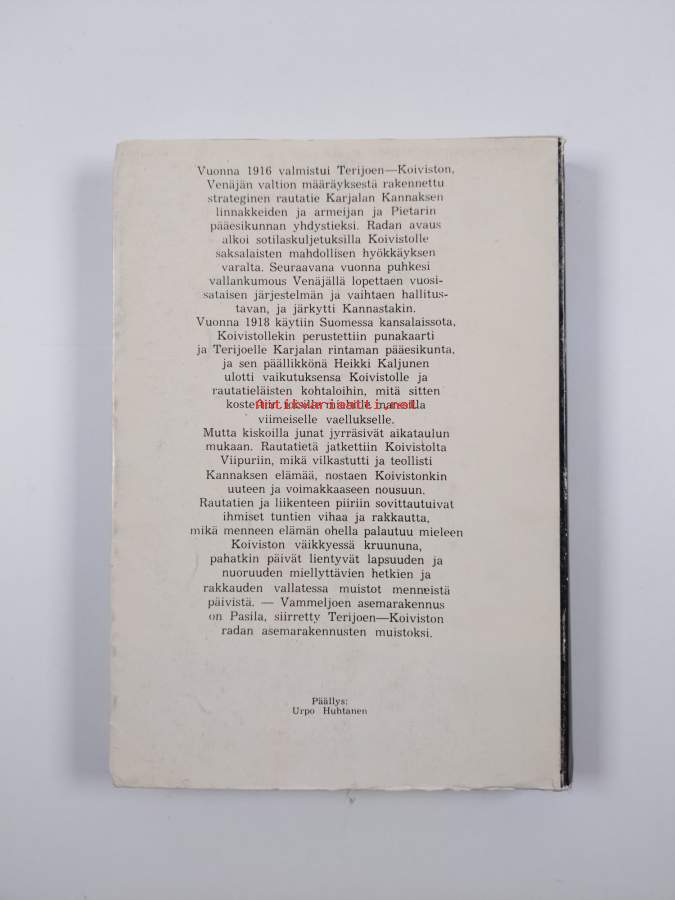 Vuonna 1916 valmistui Terijoen—Koiviston,
Venäjän valtion määräyksestä rakennettu
strateginen rautatie Karjalan Kannaksen
linnakkeiden ja armeijan ja Pietarin
pääesikunnan yhdystieksi. Radan avaus
alkoi sotilaskuljetuksilla Koivistolle
saksalaisten mahdollisen hyökkäyksen
varalta. Seuraavana vuonna puhkesi
vallankumous Venäjällä lopettaen vuosi-
sataisen järjestelmän ja vaihtaen hallitus-
tavan, ja järkytti Kannastakin.
Vuonna 1918 käytiin Suomessa kansalaissota,
Koivistollekin perustettiin punakaarti
ja Terijoelle Karjalan rintaman pääesikunta,
ja sen päällikkönä Heikki Kaljunen
ulotti vaikutuksensa Koivistolle ja
rautatieläisten kohtaloihin, mitä sitten
Antikvariaatti.net
viimeiselle vaellukselle.
Mutta kiskoilla junat jyrräsivät aikataulun
mukaan. Rautatietä jatkettiin Koivistolta
Viipuriin, mikä vilkastutti ja teollisti
Kannaksen elämää, nostaen Koivistonkin
uuteen ja voimakkaaseen nousuun.
Rautatien ja liikenteen piiriin sovittautuivat
ihmiset tuntien vihaa ja rakkautta,
mikä menneen elämän ohella palautuu mieleen
Koiviston väikkyessä kruununa,
pahatkin päivät lientyvät lapsuuden ja
nuoruuden miellyttävien hetkien ja
rakkauden vallatessa muistot menneistä
päivistä. — Vammeljoen asemarakennus
on Pasila, siirretty Terijoen—Koiviston
radan asemarakennusten muistoksi.
Päällys:
Urpo Huhtanen